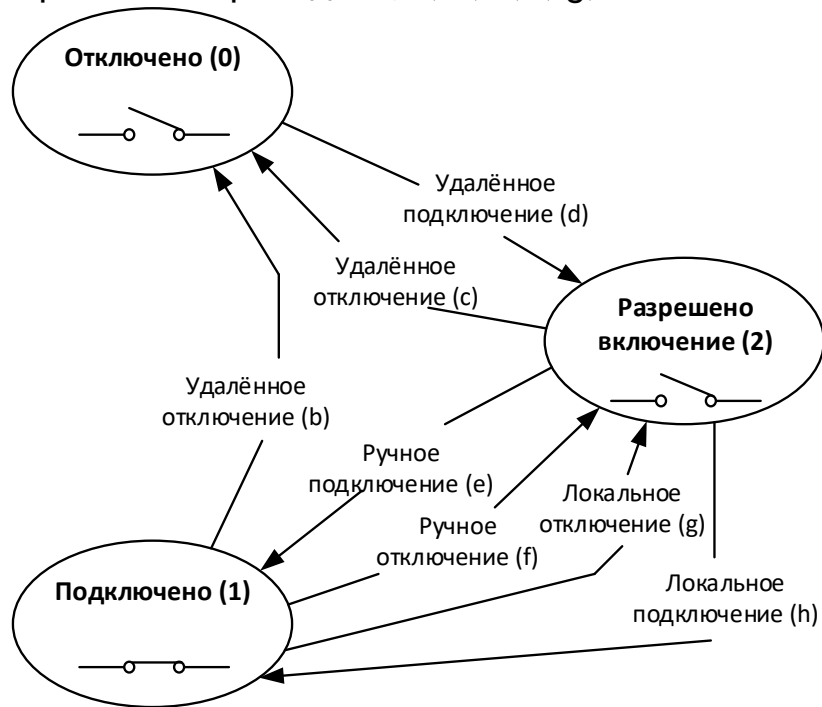 Отключено (0)
Удалённое
подключение (d)
Удалённое
отключение (c)
Разрешено
включение (2)
Удалённое
отключение (b)
Ручное
подключение (e)
Локальное
отключение (g)
Ручное
отключение (f)
Подключено (1)
Локальное
подключение (h)